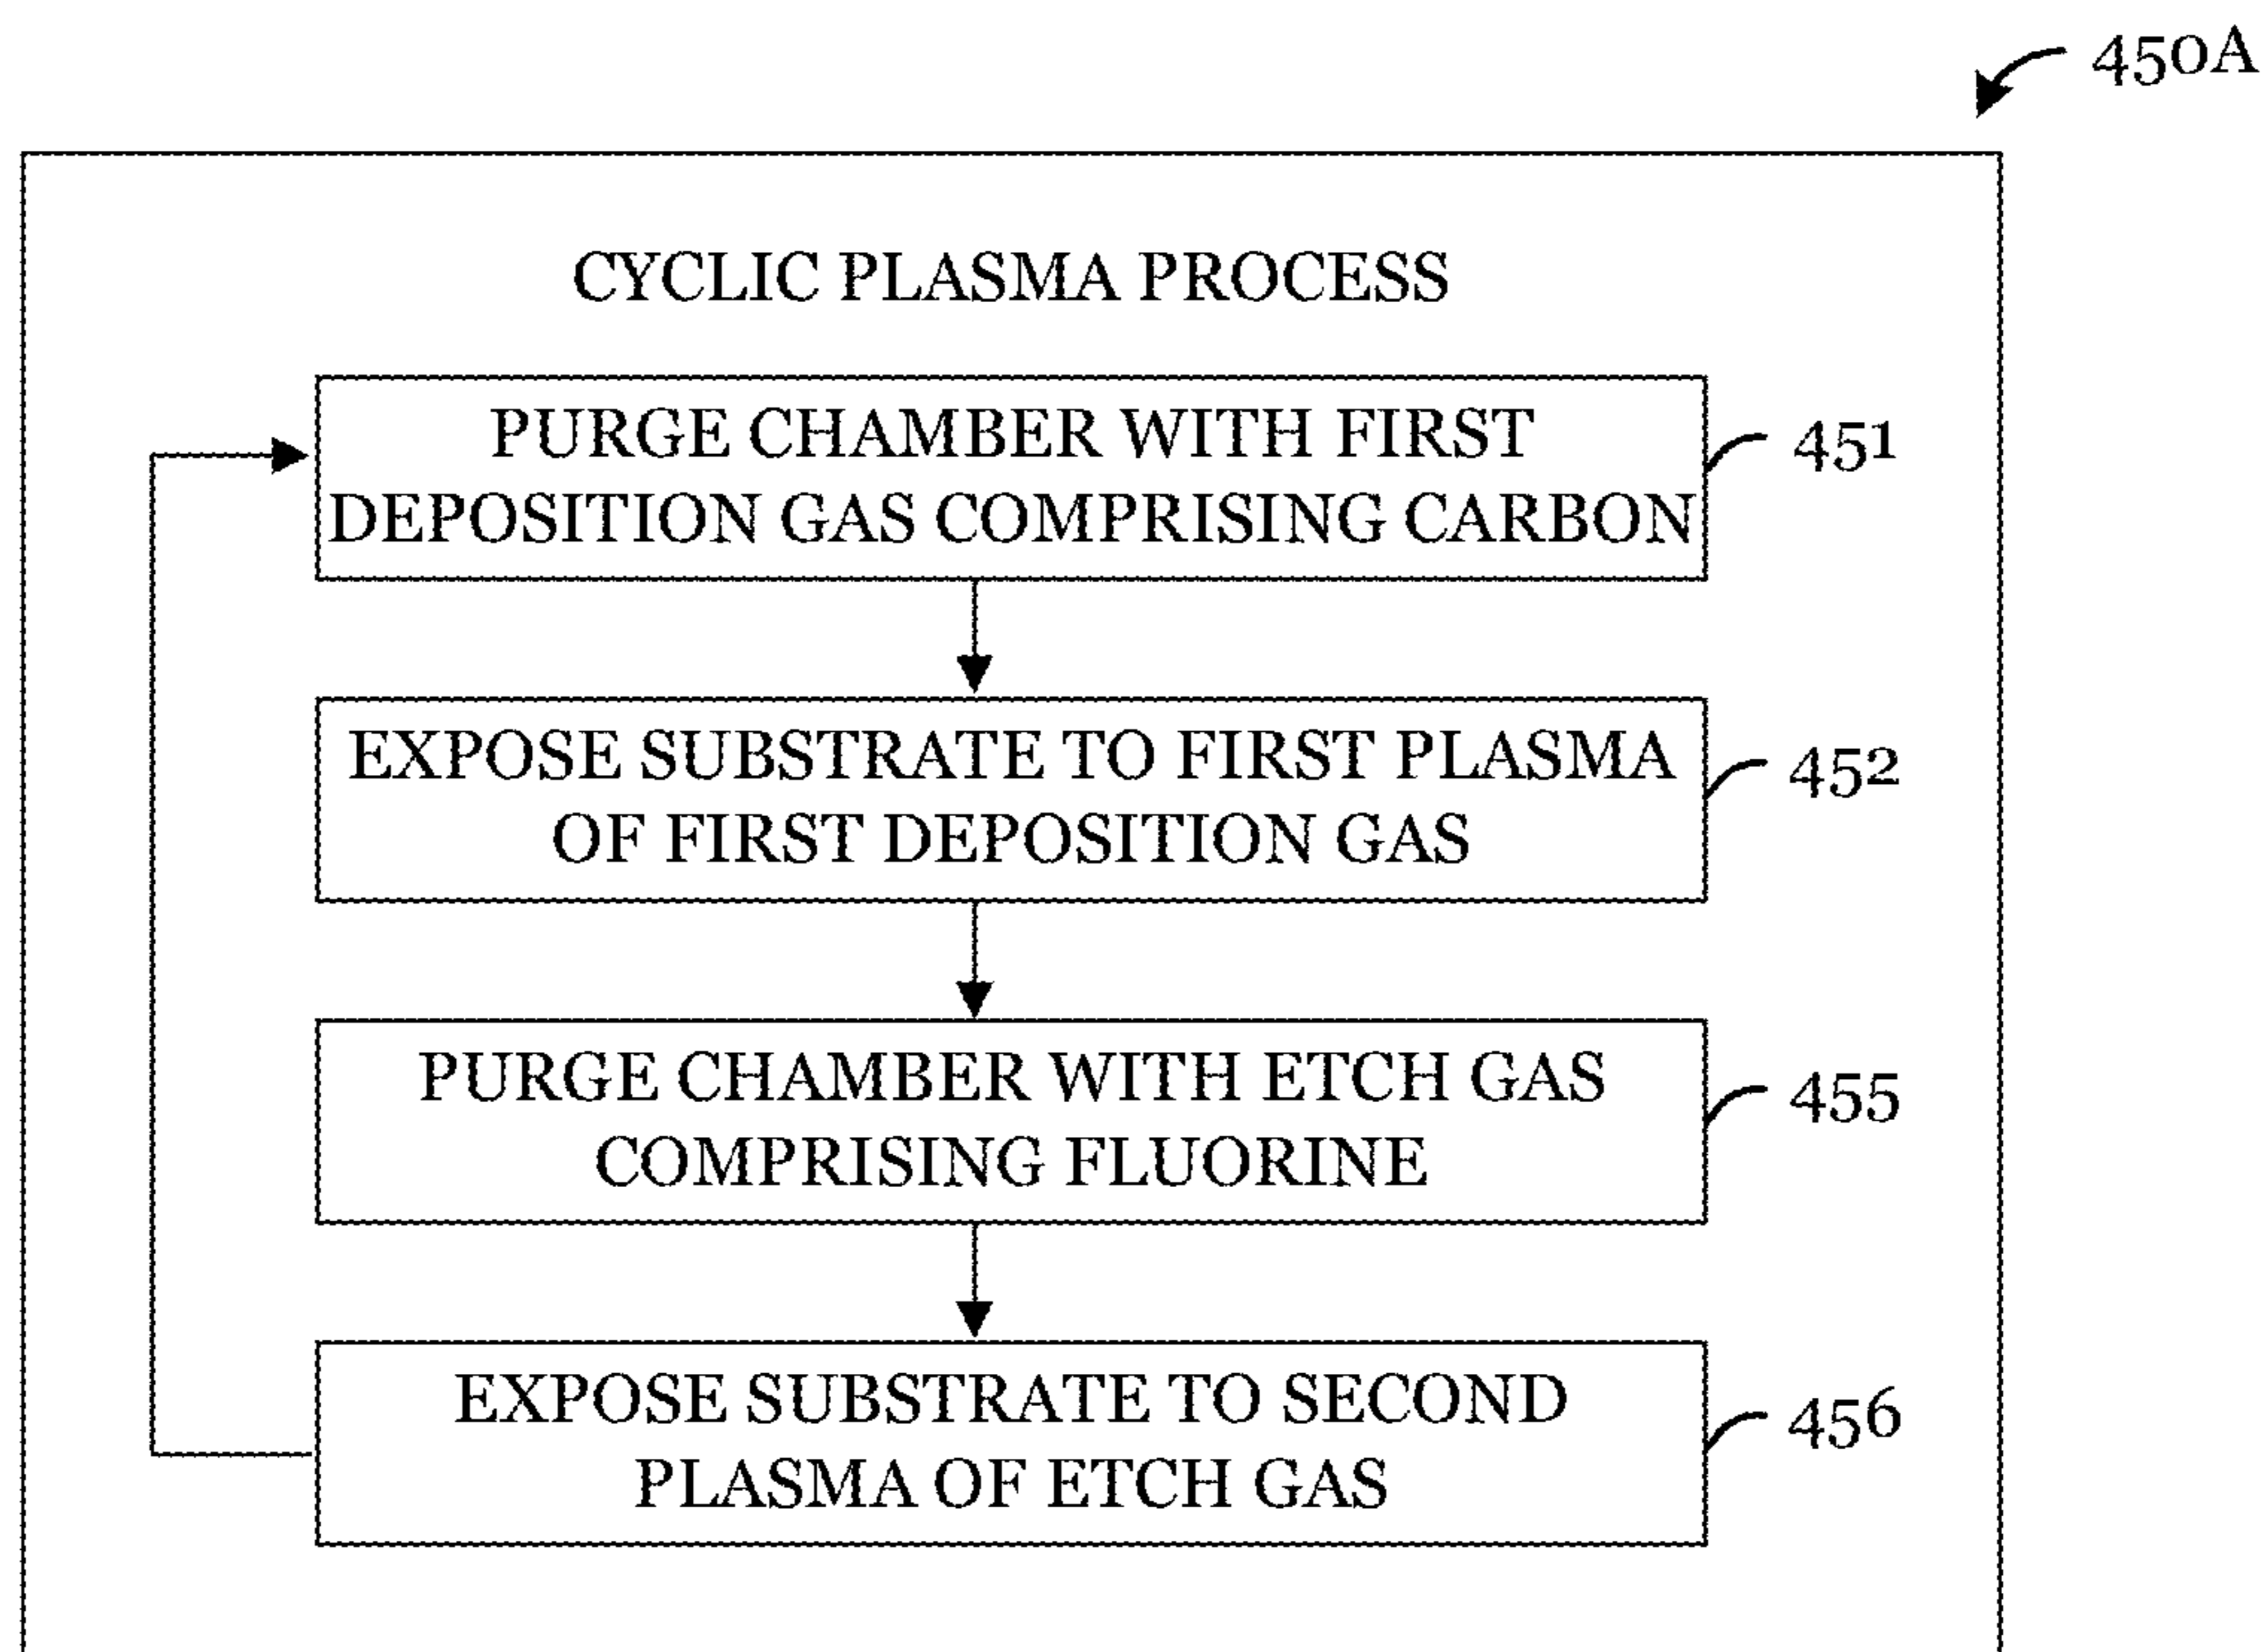 450A
CYCLIC PLASMA PROCESS
PURGE CHAMBER WITH FIRST
DEPOSITION GAS COMPRISING CARBON
451
EXPOSE SUBSTRATE TO FIRST PLASMA
OF FIRST DEPOSITION GAS
452
PURGE CHAMBER WITH ETCH GAS
COMPRISING FLUORINE
455
EXPOSE SUBSTRATE TO SECOND
PLASMA OF ETCH GAS
456